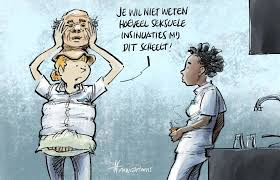 JE WIL NIET WETEN
HOEVEEL SEKSUELE
INSINUATIES MIJ
DIT SCHEELT!